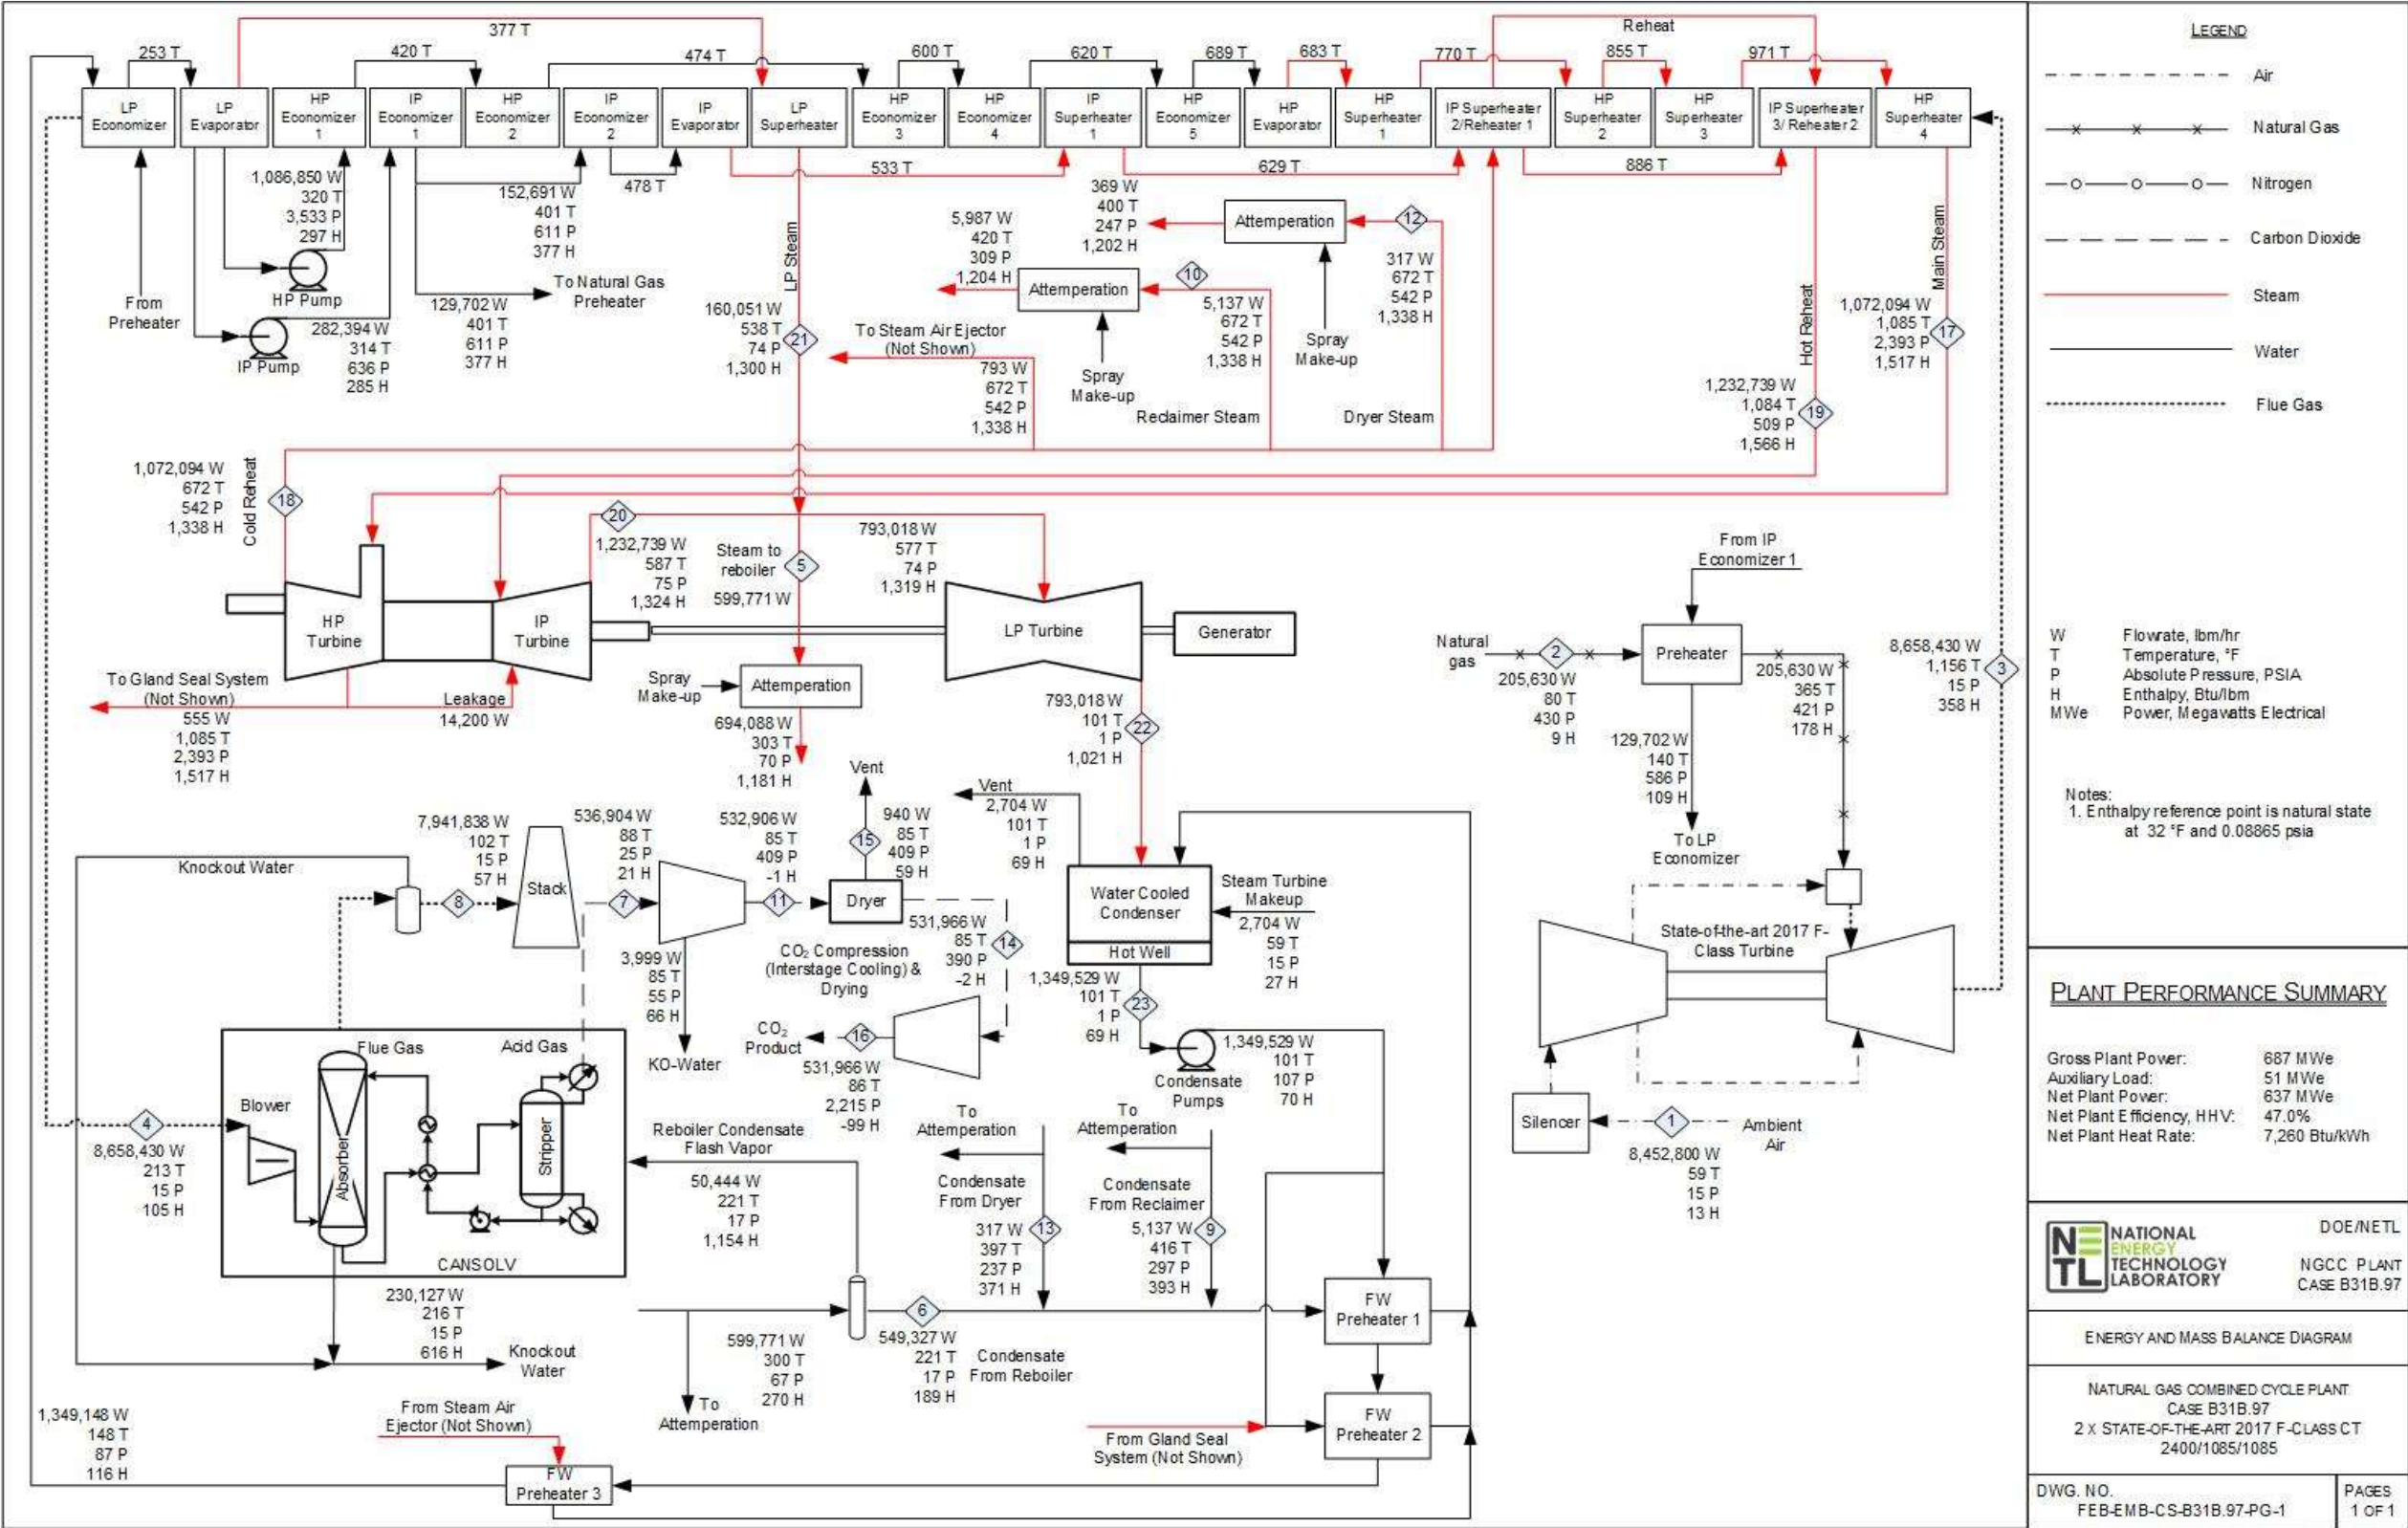 377 T
Reheat
253 T
420 T
474 T
600 T
620 T
689 T
683 T
770 T
855 T
971 T
LP
Economizer
LP
Evaporator
HP
Economizer
1
IP
Economizer
1
HP
Economizer
2
IP
Economizer
2
IP
Evaporator
LP
Superheater
HP
Economizer
3
HP
Economizer
4
IP
Superheater
1
HP
Economizer
5
HP
Evaporator
HP
Superheater
1
IP Superheater
2/Reheater 1
HP
Superheater
2
HP
Superheater
3
IP Superheater
3/ Reheater 2
HP
Superheater
4
533 T
629 T
886 T
478 T
1,086,850 W
320 T
3,533 P
297 H
152,691 W
401 T
611 P
377 H
From
Preheater
HP Pump
IP Pump
282,394 W
314 T
636 P
285 H
129,702 W
401 T
611 P
377 H
To Natural Gas
Preheater
LP Steam
160,051 W
538 T
74 P
1,300 H
21
5,987 W
420 T
309 P
1,204 H
369 W
400 T
247 P
1,202 H
Attemperation
12
317 W
672 T
542 P
1,338 H
Attemperation
10
5,137 W
672 T
542 P
1,338 H
Spray
Make-up
Spray
Make-up
To Steam Air Ejector
(Not Shown)
793 W
672 T
542 P
1,338 H
Reclaimer Steam
Dryer Steam
Hot Reheat
1,232,739 W
1,084 T
509 P
1,566 H
19
Main Steam
1,072,094 W
1,085 T
2,393 P
1,517 H
17
1,072,094 W
672 T
542 P
1,338 H
Cold Reheat
18
20
1,232,739 W
587 T
75 P
1,324 H
Steam to
reboiler
5
599,771 W
793,018 W
577 T
74 P
1,319 H
HP
Turbine
IP
Turbine
LP Turbine
Generator
To Gland Seal System
(Not Shown)
555 W
1,085 T
2,393 P
1,517 H
Leakage
14,200 W
Spray
Make-up
Attemperation
694,088 W
303 T
70 P
1,181 H
793,018 W
101 T
1 P
1,021 H
22
From IP
Economizer 1
Natural
gas
2
205,630 W
80 T
430 P
9 H
Preheater
205,630 W
365 T
421 P
178 H
129,702 W
140 T
586 P
109 H
To LP
Economizer
8,658,430 W
1,156 T
15 P
358 H
3
Knockout Water
7,941,838 W
102 T
15 P
57 H
8
Stack
536,904 W
88 T
25 P
21 H
7
532,906 W
85 T
409 P
-1 H
11
Vent
940 W
85 T
409 P
59 H
15
Dryer
3,999 W
85 T
55 P
66 H
KO-Water
CO2 Compression
(Interstage Cooling) &
Drying
531,966 W
85 T
390 P
-2 H
14
CO2
Product
16
531,966 W
86 T
2,215 P
-99 H
Vent
2,704 W
101 T
1 P
69 H
Water Cooled
Condenser
Hot Well
Steam Turbine
Makeup
2,704 W
59 T
15 P
27 H
1,349,529 W
101 T
1 P
69 H
23
1,349,529 W
101 T
107 P
70 H
Condensate
Pumps
State-of-the-art 2017 F-
Class Turbine
Silencer
1
Ambient
Air
8,452,800 W
59 T
15 P
13 H
Flue Gas
Acid Gas
Blower
Absorber
Stripper
CANSOLV
4
8,658,430 W
213 T
15 P
105 H
Reboiler Condensate
Flash Vapor
50,444 W
221 T
17 P
1,154 H
To
Attemperation
Condensate
From Dryer
317 W
397 T
237 P
371 H
13
To
Attemperation
Condensate
From Reclaimer
5,137 W
416 T
297 P
393 H
9
230,127 W
216 T
15 P
616 H
Knockout
Water
599,771 W
300 T
67 P
270 H
To
Attemperation
6
549,327 W
221 T
17 P
189 H
Condensate
From Reboiler
FW
Preheater 1
FW
Preheater 2
From Gland Seal
System (Not Shown)
1,349,148 W
148 T
87 P
116 H
From Steam Air
Ejector (Not Shown)
FW
Preheater 3
LEGEND
Air
Natural Gas
Nitrogen
Carbon Dioxide
Steam
Water
Flue Gas
W Flowrate, lbm/hr
T Temperature, °F
P Absolute Pressure, PSIA
H Enthalpy, Btu/lbm
MWe Power, Megawatts Electrical
Notes:
1. Enthalpy reference point is natural state
at 32 °F and 0.08865 psia
PLANT PERFORMANCE SUMMARY
Gross Plant Power: 687 MWe
Auxiliary Load: 51 MWe
Net Plant Power: 637 MWe
Net Plant Efficiency, HHV: 47.0%
Net Plant Heat Rate: 7,260 Btu/kWh
NETL
NATIONAL
ENERGY
TECHNOLOGY
LABORATORY
DOE/NETL
NGCC PLANT
CASE B31B.97
ENERGY AND MASS BALANCE DIAGRAM
NATURAL GAS COMBINED CYCLE PLANT
CASE B31B.97
2 X STATE-OF-THE-ART 2017 F-CLASS CT
2400/1085/1085
DWG. NO.
FEB-EMB-CS-B31B.97-PG-1
PAGES
1 OF 1